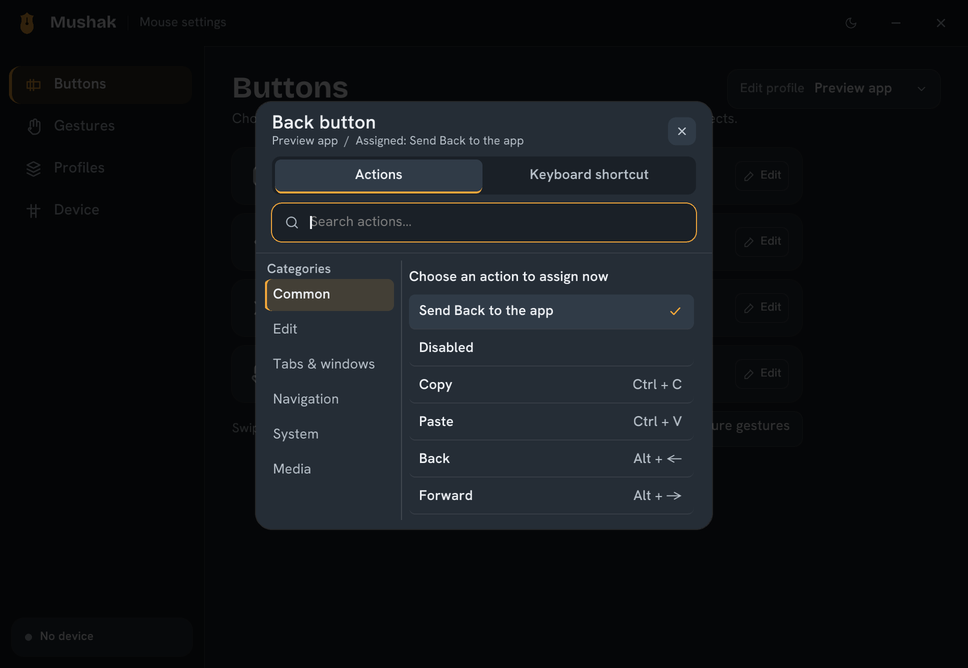 Mushak
Mouse settings
Buttons
Gestures
Profiles
Device
No device
Buttons
Edit profile Preview app
Edit
Edit
Edit
Edit
Back button
Preview app / Assigned: Send Back to the app
Actions
Keyboard shortcut
Search actions...
Categories
Common
Edit
Tabs & windows
Navigation
System
Media
Choose an action to assign now
Send Back to the app
Disabled
Copy Ctrl + C
Paste Ctrl + V
Back Alt + ←
Forward Alt + →
gestures